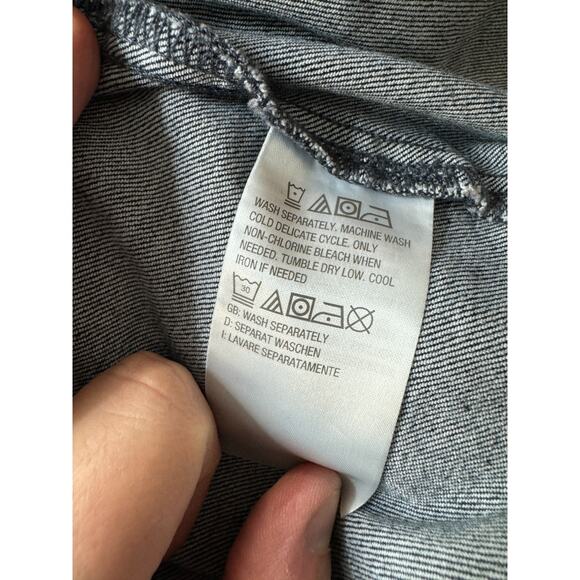 WASH SEPARATELY. MACHINE WASH
COLD DELICATE CYCLE. ONLY
NON-CHLORINE BLEACH WHEN
NEEDED. TUMBLE DRY LOW. COOL
IRON IF NEEDED
30
GB: WASH SEPARATELY
D: SEPARAT WASCHEN
I: LAVARE SEPARATAMENTE